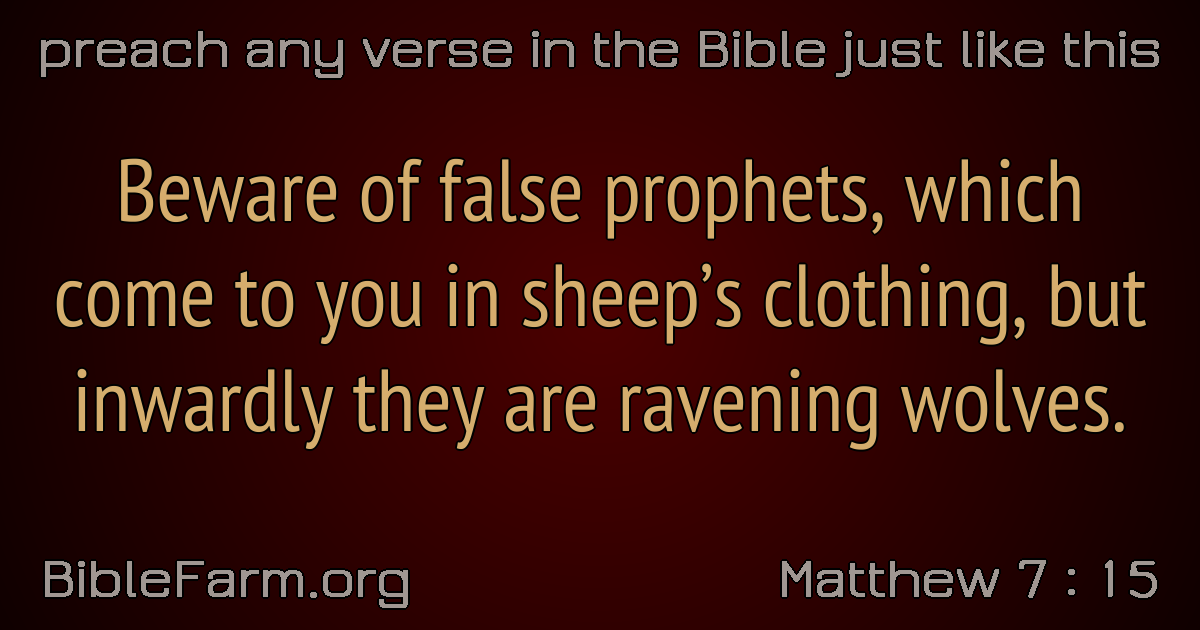 preach any verse in the Bible just like this
Beware of false prophets, which
come to you in sheep’s clothing, but
inwardly they are ravening wolves.
BibleFarm.org
Matthew 7 : 15